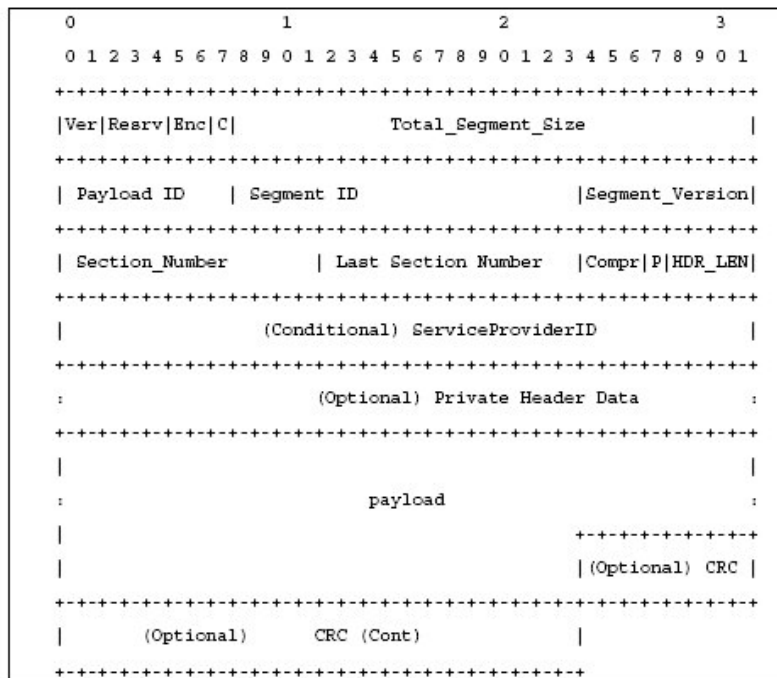 0 1 2 3
0 1 2 3 4 5 6 7 8 9 0 1 2 3 4 5 6 7 8 9 0 1 2 3 4 5 6 7 8 9 0 1
+-+-+-+-+-+-+-+-+-+-+-+-+-+-+-+-+-+-+-+-+-+-+-+-+-+-+-+-+-+-+-+-+
|Ver|Resrv|Enc|C| Total_Segment_Size |
+-+-+-+-+-+-+-+-+-+-+-+-+-+-+-+-+-+-+-+-+-+-+-+-+-+-+-+-+-+-+-+-+
| Payload ID | Segment ID |Segment_Version|
+-+-+-+-+-+-+-+-+-+-+-+-+-+-+-+-+-+-+-+-+-+-+-+-+-+-+-+-+-+-+-+-+
| Section_Number | Last Section Number |Compr|P|HDR_LEN|
+-+-+-+-+-+-+-+-+-+-+-+-+-+-+-+-+-+-+-+-+-+-+-+-+-+-+-+-+-+-+-+-+
| (Conditional) ServiceProviderID |
+-+-+-+-+-+-+-+-+-+-+-+-+-+-+-+-+-+-+-+-+-+-+-+-+-+-+-+-+-+-+-+-+
: (Optional) Private Header Data :
+-+-+-+-+-+-+-+-+-+-+-+-+-+-+-+-+-+-+-+-+-+-+-+-+-+-+-+-+-+-+-+-+
| |
: payload :
| +-+-+-+-+-+-+-+-+
| |(Optional) CRC |
+-+-+-+-+-+-+-+-+-+-+-+-+-+-+-+-+-+-+-+-+-+-+-+-+-+-+-+-+-+-+-+-+
| (Optional) CRC (Cont) |
+-+-+-+-+-+-+-+-+-+-+-+-+-+-+-+-+-+-+-+-+-+-+-+-+